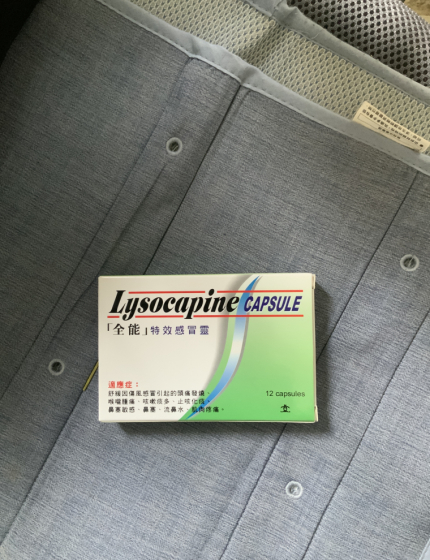 Lysocapine CAPSULE
「全能」特效感冒靈
適應症：
舒緩因傷風感冒引起的頭痛發燒、
喉嚨腫痛、咳嗽痰多、止咳化痰、
鼻塞敏感、鼻塞、流鼻水、肌肉疼痛。
12 capsules